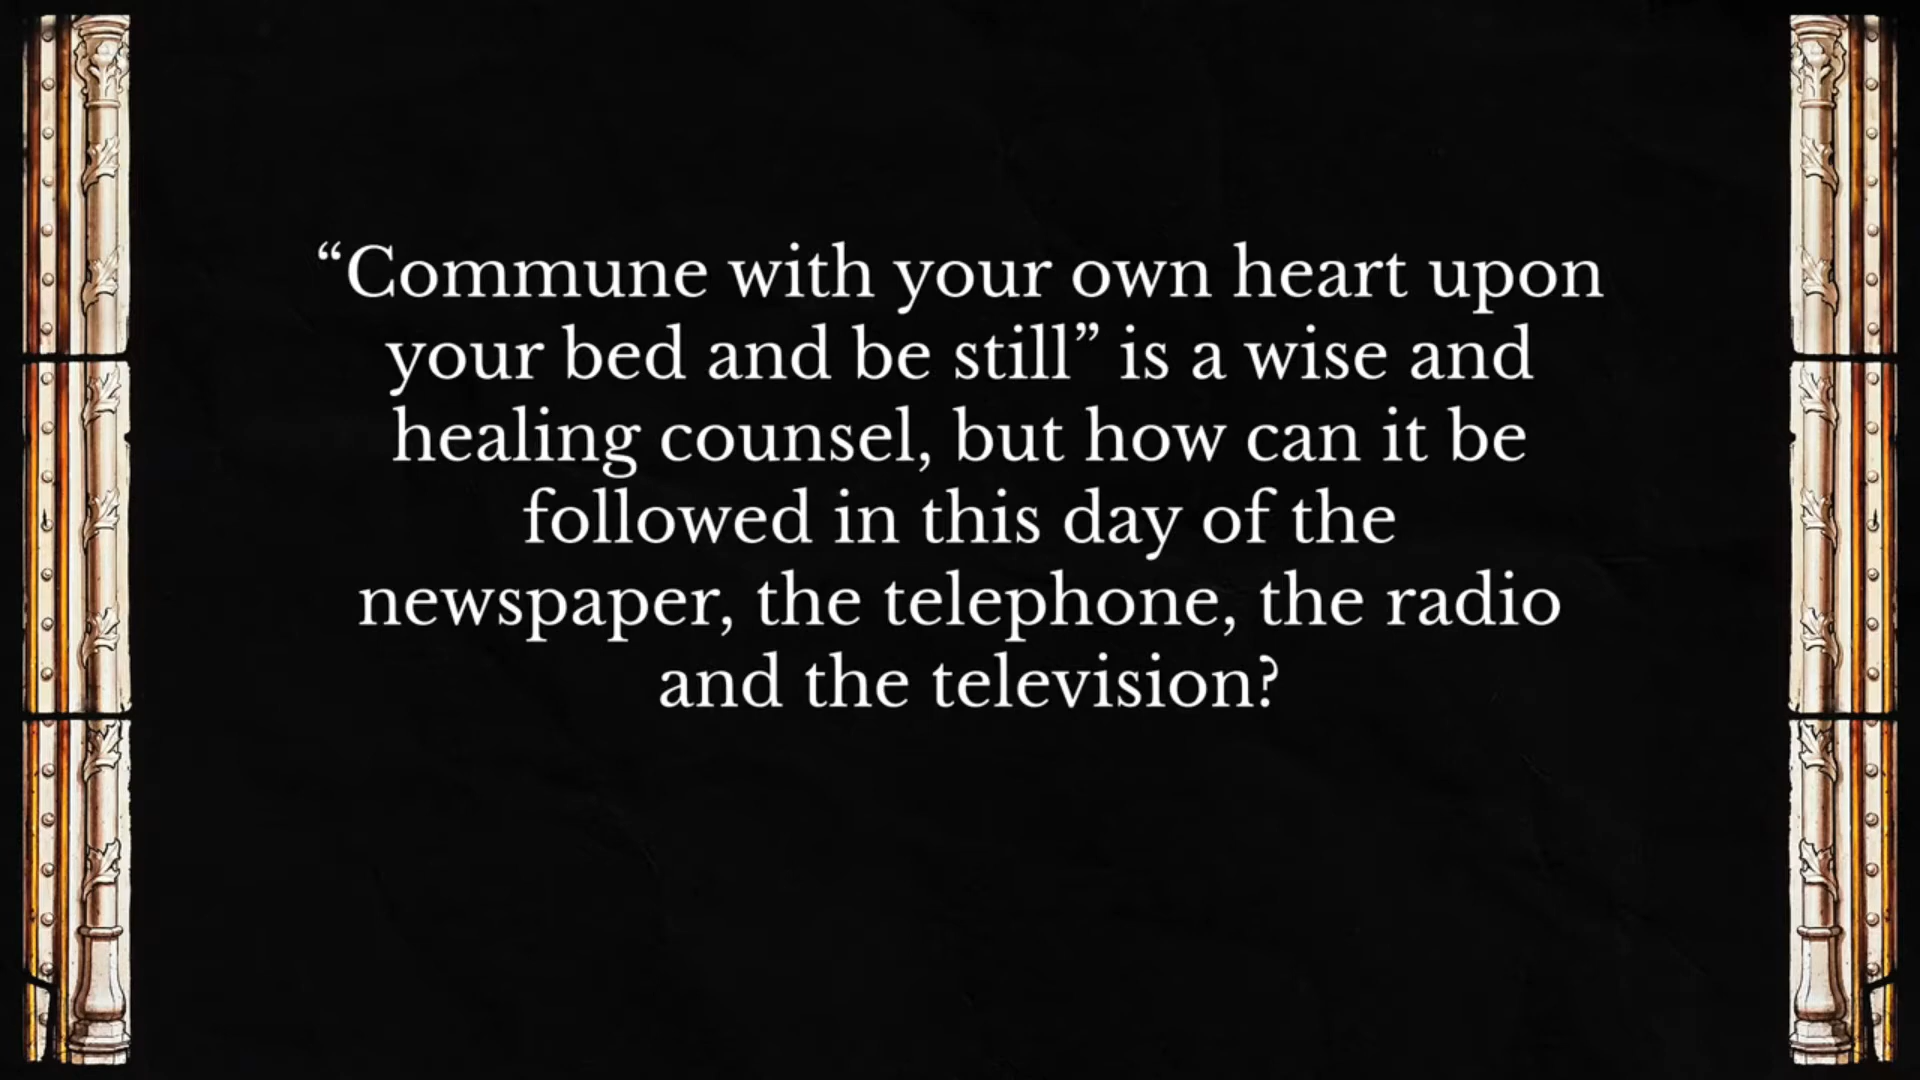 “Commune with your own heart upon
your bed and be still” is a wise and
healing counsel, but how can it be
followed in this day of the
newspaper, the telephone, the radio
and the television?